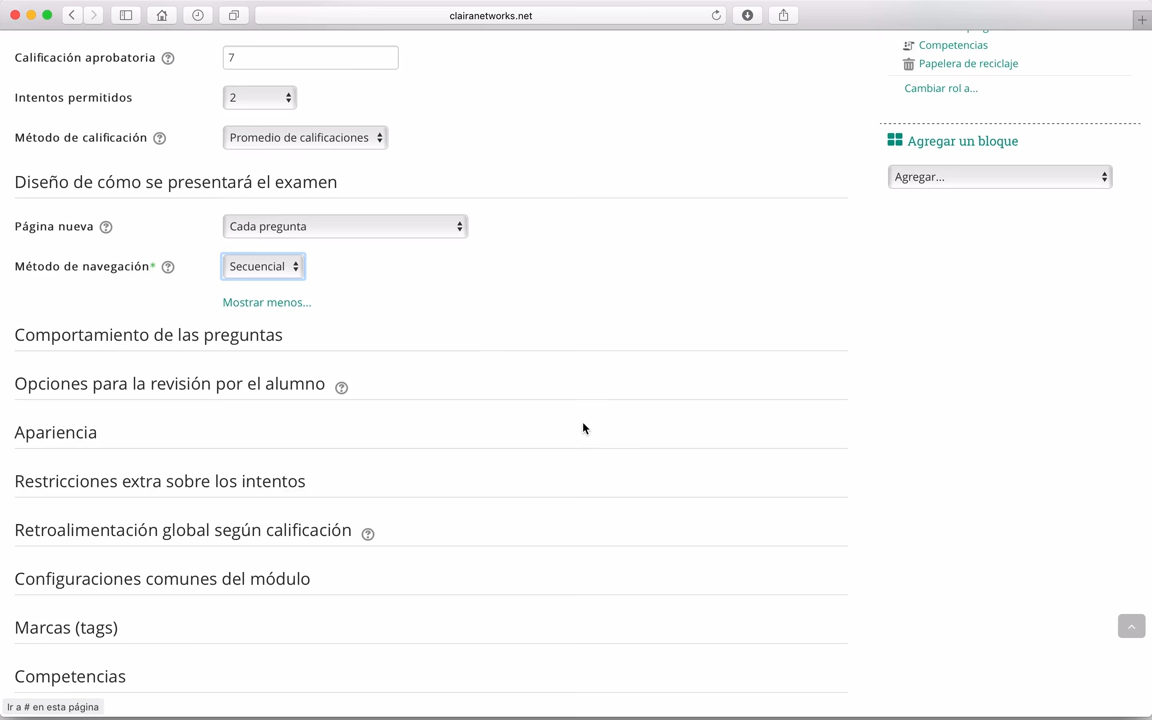 clairanetworks.net
Calificación aprobatoria
7
Competencias
Papelera de reciclaje
Cambiar rol a...
Intentos permitidos
2
Método de calificación
Promedio de calificaciones
Agregar un bloque
Agregar...
Diseño de cómo se presentará el examen
Página nueva
Cada pregunta
Método de navegación*
Secuencial
Mostrar menos...
Comportamiento de las preguntas
Opciones para la revisión por el alumno
Apariencia
Restricciones extra sobre los intentos
Retroalimentación global según calificación
Configuraciones comunes del módulo
Marcas (tags)
Competencias
Ir a # en esta página